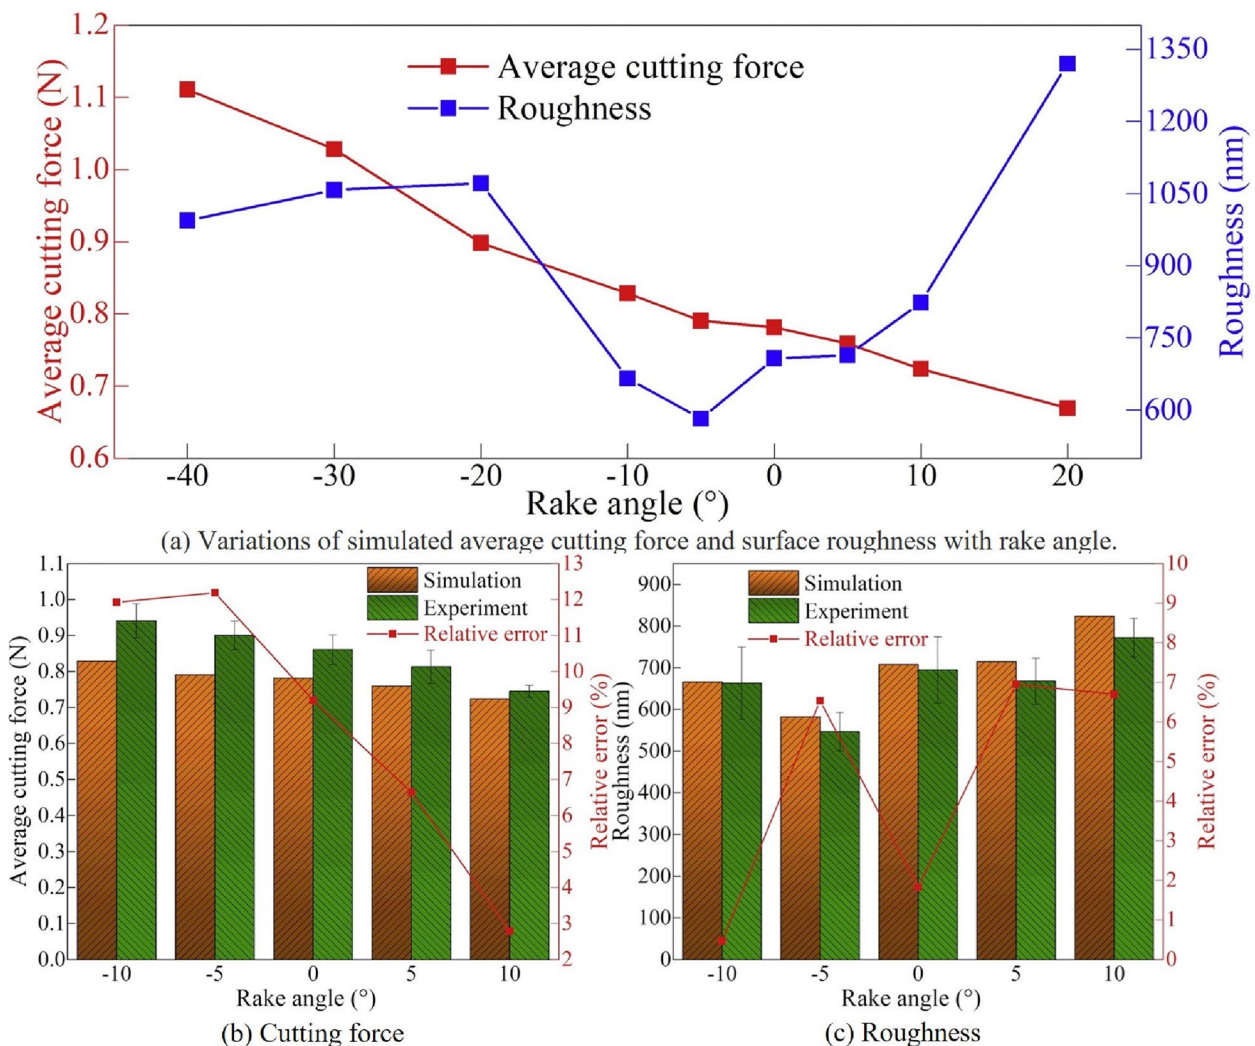 1.2
1.1
1.0
0.9
0.8
0.7
0.6
Average cutting force (N)
Average cutting force
Roughness
1350
1200
1050
900
750
600
Roughness (nm)
-40 -30 -20 -10 0 10 20
Rake angle (°)
(a) Variations of simulated average cutting force and surface roughness with rake angle.
1.1
1.0
0.9
0.8
0.7
0.6
0.5
0.4
0.3
0.2
0.1
0.0
Average cutting force (N)
Simulation
Experiment
Relative error
13
12
11
10
9
8
7
6
5
4
3
2
Relative error (%)
-10 -5 0 5 10
Rake angle (°)
(b) Cutting force
900
800
700
600
500
400
300
200
100
0
Roughness (nm)
Simulation
Experiment
Relative error
10
9
8
7
6
5
4
3
2
1
0
Relative error (%)
-10 -5 0 5 10
Rake angle (°)
(c) Roughness